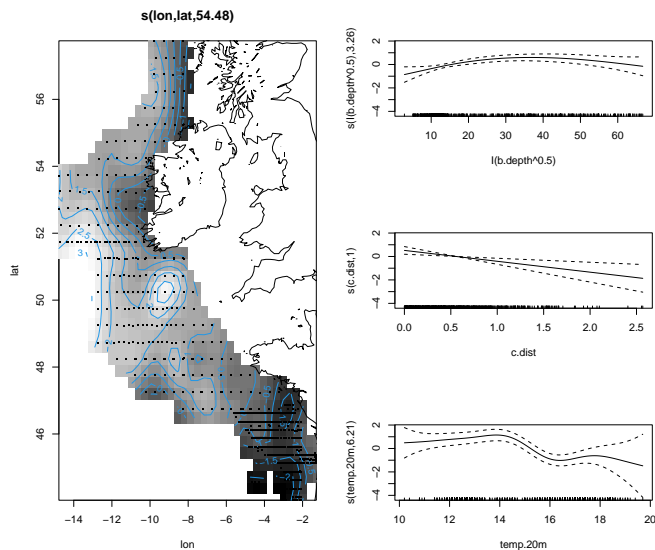 s(lon,lat,54.48)
lat
56
54
52
50
48
46
−14 −12 −10 −8 −6 −4 −2
lon
s(I(b.depth^0.5),3.26)
2
0
−2
−4
10 20 30 40 50 60
I(b.depth^0.5)
s(c.dist,1)
2
0
−2
−4
0.0 0.5 1.0 1.5 2.0 2.5
c.dist
s(temp.20m,6.21)
2
0
−2
−4
10 12 14 16 18 20
temp.20m